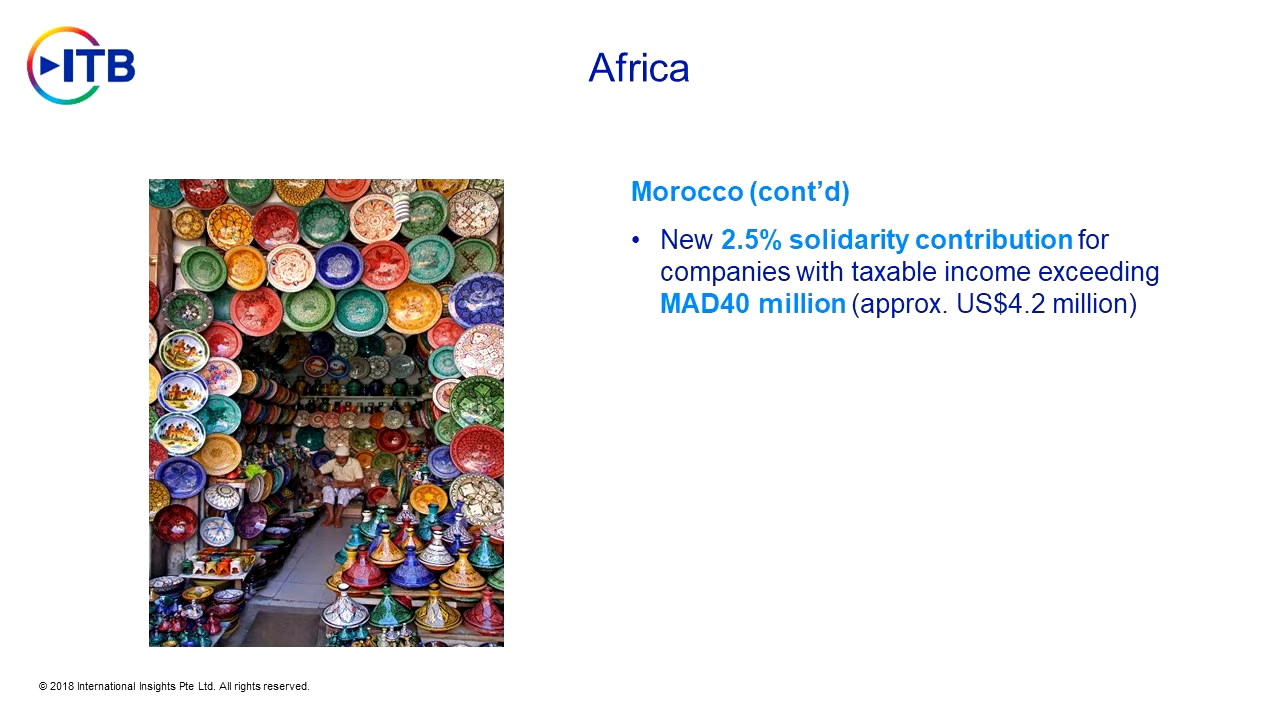 ITB
Africa
Morocco (cont’d)
• New 2.5% solidarity contribution for
companies with taxable income exceeding
MAD40 million (approx. US$4.2 million)
© 2018 International Insights Pte Ltd. All rights reserved.